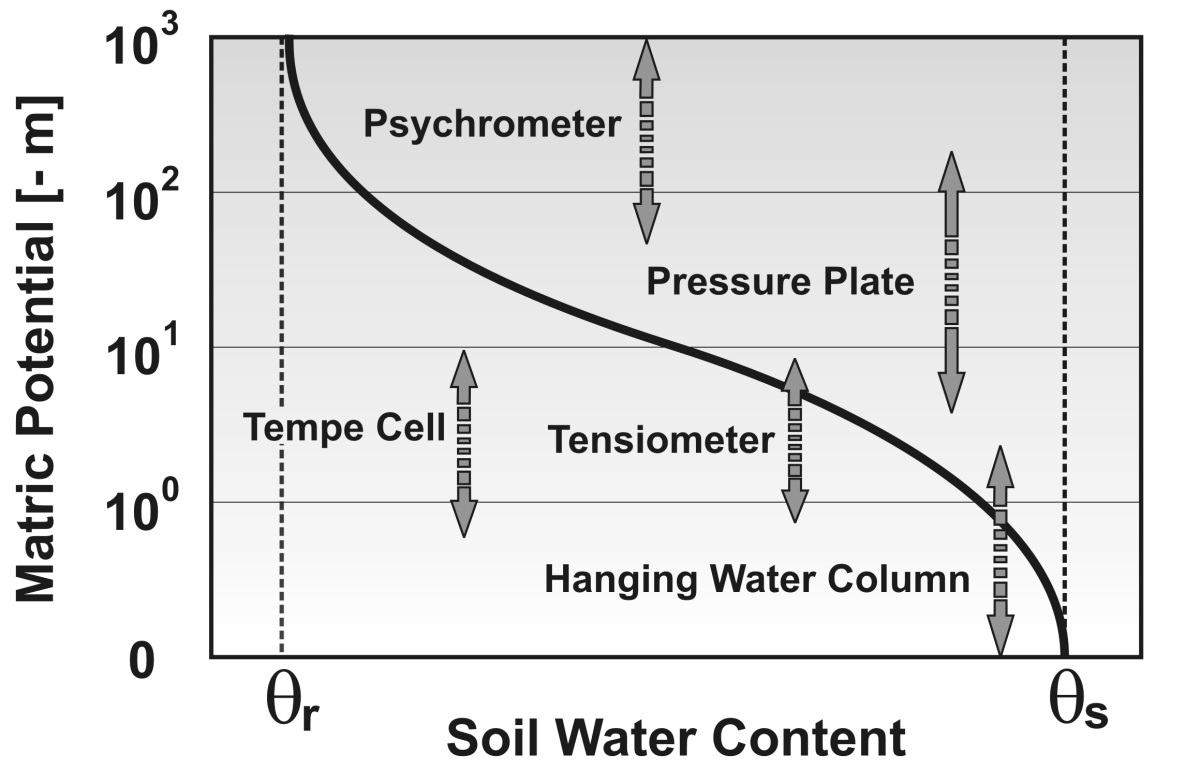 Matric Potential [- m]
10³
10²
10¹
10⁰
0
Psychrometer
Pressure Plate
Tempe Cell
Tensiometer
Hanging Water Column
θr
θs
Soil Water Content